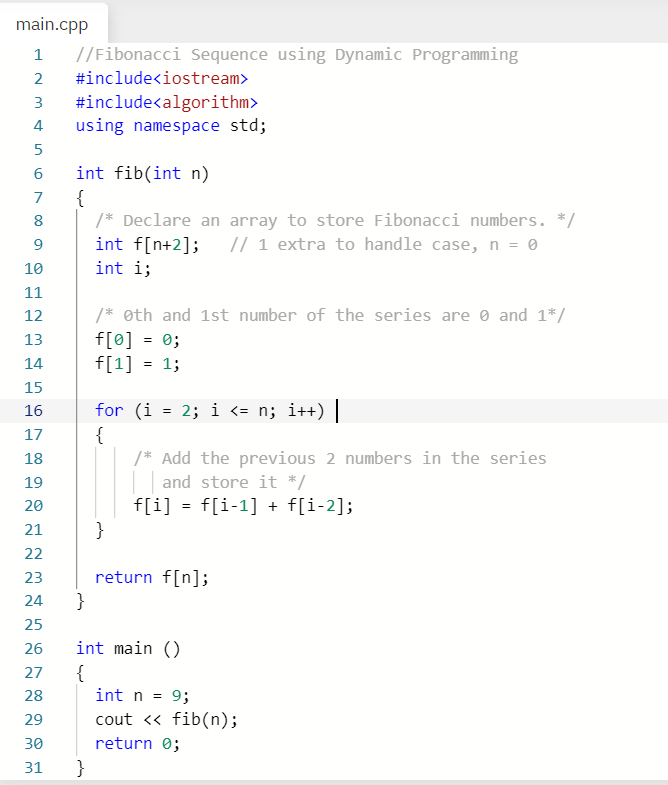 main.cpp
1 //Fibonacci Sequence using Dynamic Programming
2 #include<iostream>
3 #include<algorithm>
4 using namespace std;
5
6 int fib(int n)
7 {
8   /* Declare an array to store Fibonacci numbers. */
9   int f[n+2];   // 1 extra to handle case, n = 0
10   int i;
11
12   /* 0th and 1st number of the series are 0 and 1*/
13   f[0] = 0;
14   f[1] = 1;
15
16   for (i = 2; i <= n; i++)
17   {
18       /* Add the previous 2 numbers in the series
19          and store it */
20       f[i] = f[i-1] + f[i-2];
21   }
22
23   return f[n];
24 }
25
26 int main ()
27 {
28   int n = 9;
29   cout << fib(n);
30   return 0;
31 }